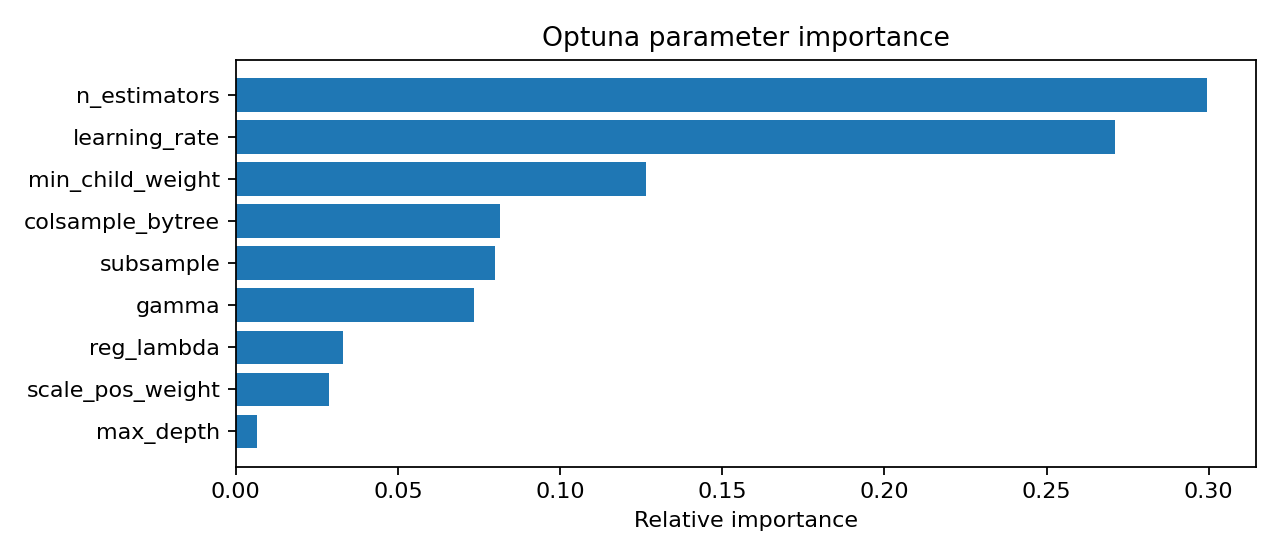 Optuna parameter importance
n_estimators
learning_rate
min_child_weight
colsample_bytree
subsample
gamma
reg_lambda
scale_pos_weight
max_depth
0.00 0.05 0.10 0.15 0.20 0.25 0.30
Relative importance